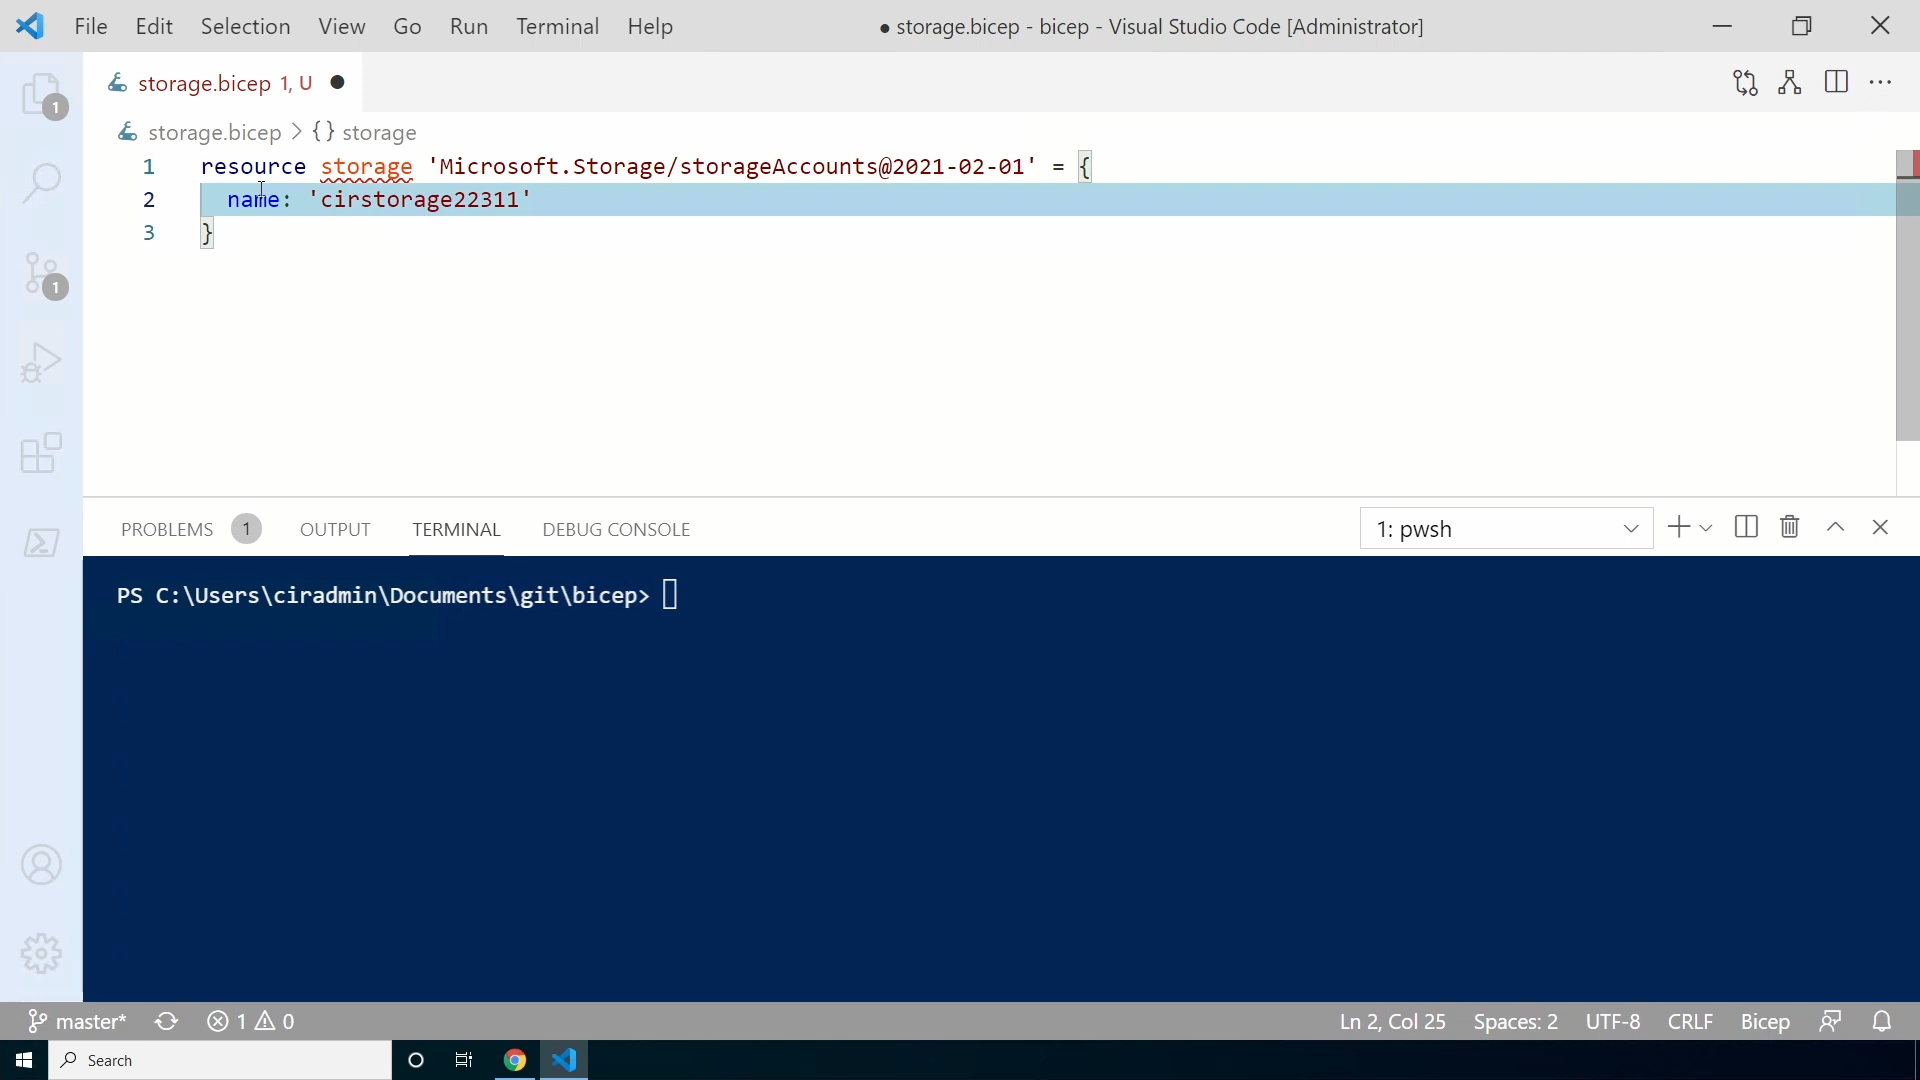 File Edit Selection View Go Run Terminal Help ● storage.bicep - bicep - Visual Studio Code [Administrator]
storage.bicep 1, U ●
storage.bicep > {} storage
1 resource storage 'Microsoft.Storage/storageAccounts@2021-02-01' = {
2 name: 'cirstorage22311'
3 }
1
1
PROBLEMS 1 OUTPUT TERMINAL DEBUG CONSOLE 1: pwsh
PS C:\Users\ciradmin\Documents\git\bicep>
master* 1 0 Ln 2, Col 25 Spaces: 2 UTF-8 CRLF Bicep
Search